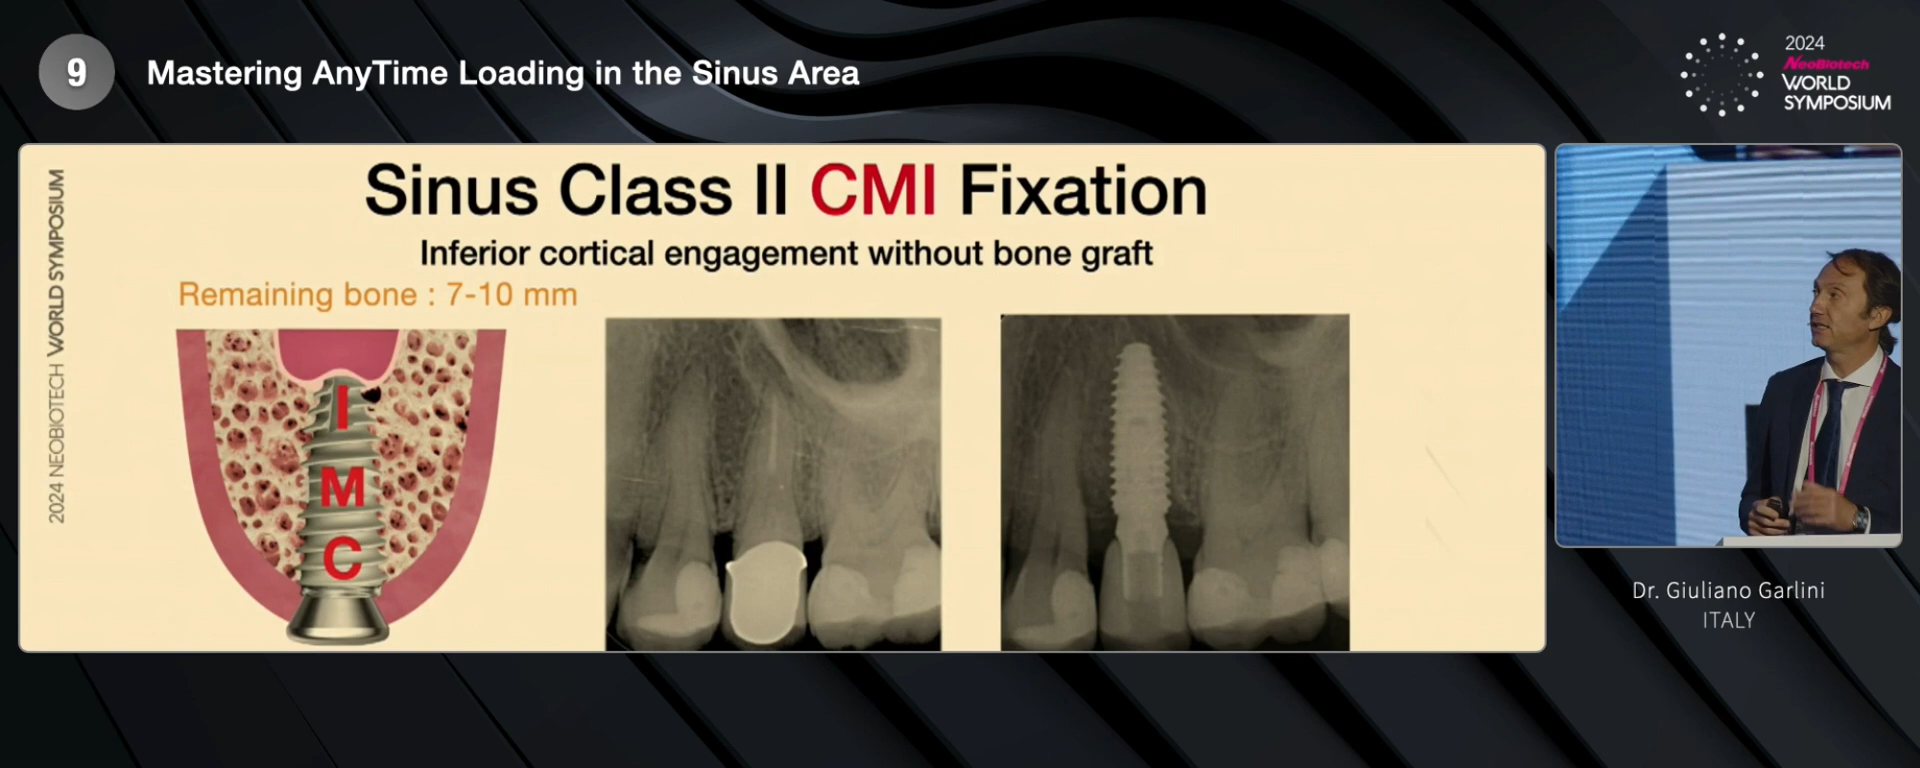 9
Mastering AnyTime Loading in the Sinus Area
2024
NeoBiotech
WORLD
SYMPOSIUM
2024 NEOBIOTECH WORLD SYMPOSIUM
Sinus Class II CMI Fixation
Inferior cortical engagement without bone graft
Remaining bone : 7-10 mm
I
M
C
Dr. Giuliano Garlini
ITALY